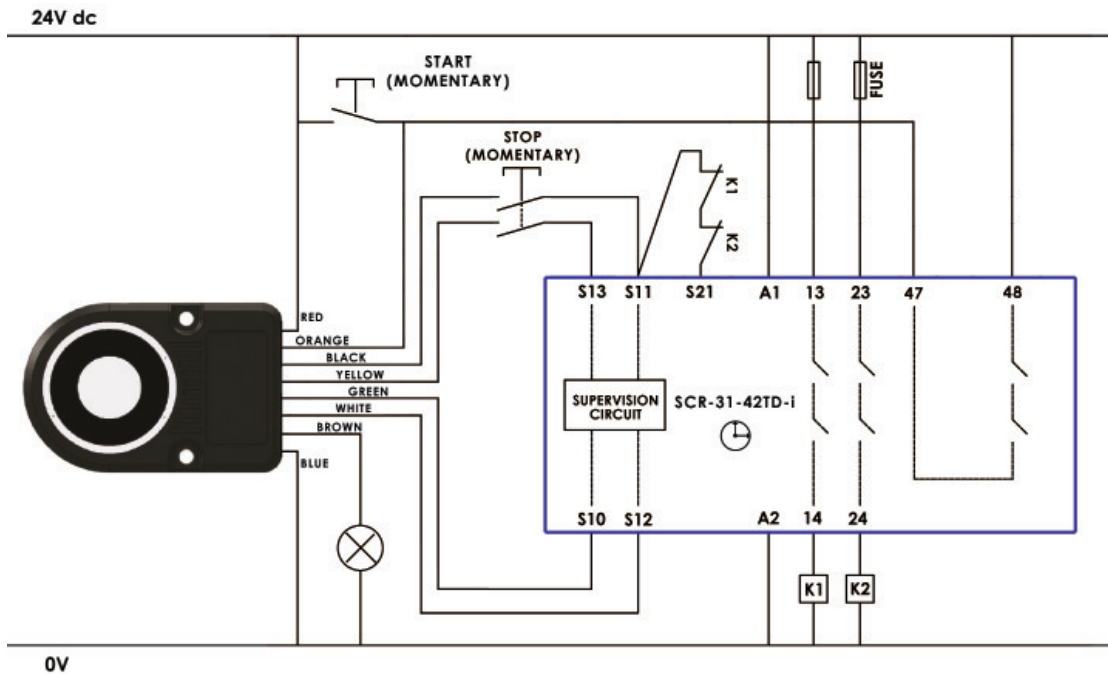 24V dc
START
(MOMENTARY)
FUSE
STOP
(MOMENTARY)
K1
K2
S13 S11 S21 A1 13 23 47 48
RED
ORANGE
BLACK
YELLOW
GREEN
WHITE
BROWN
BLUE
SUPERVISION
CIRCUIT
SCR-31-42TD-i
S10 S12 A2 14 24
K1 K2
0V